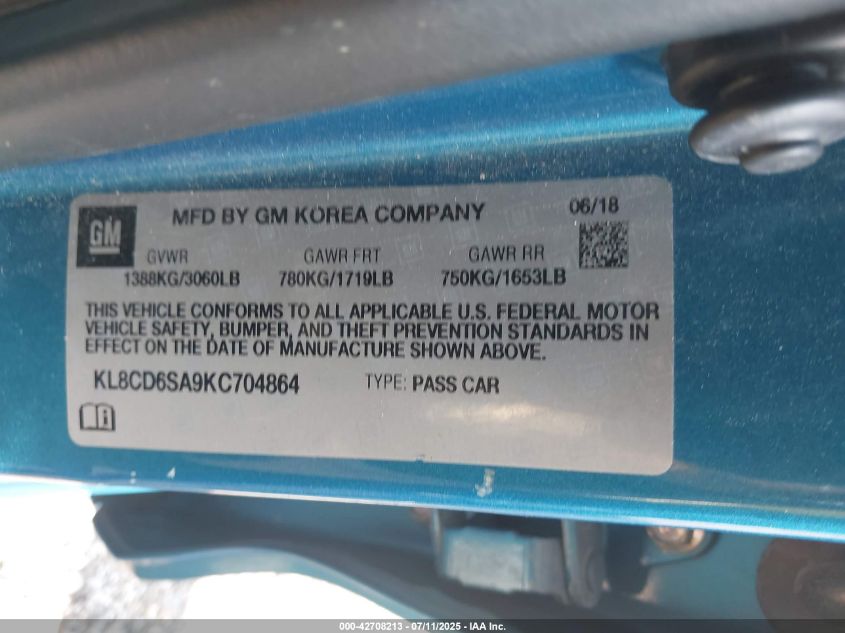 GM
MFD BY GM KOREA COMPANY
06/18
GVWR GAWR FRT GAWR RR
1388KG/3060LB 780KG/1719LB 750KG/1653LB
THIS VEHICLE CONFORMS TO ALL APPLICABLE U.S. FEDERAL MOTOR
VEHICLE SAFETY, BUMPER, AND THEFT PREVENTION STANDARDS IN
EFFECT ON THE DATE OF MANUFACTURE SHOWN ABOVE.
KL8CD6SA9KC704864 TYPE: PASS CAR
000-42708213 - 07/11/2025 - IAA Inc.